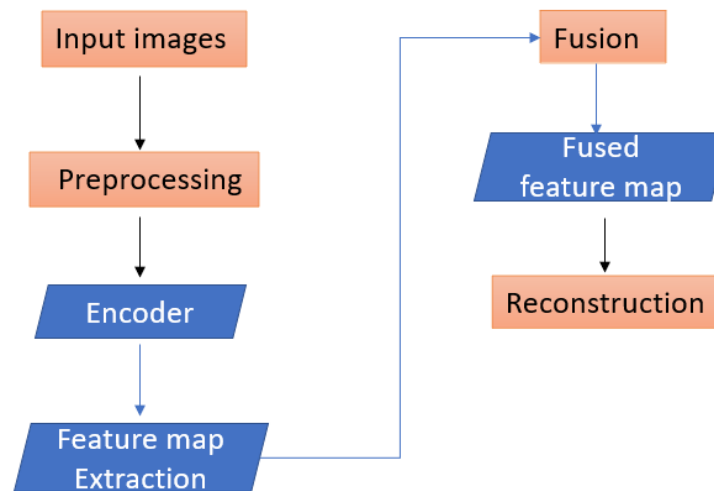 Input images
Preprocessing
Encoder
Feature map
Extraction
Fusion
Fused
feature map
Reconstruction